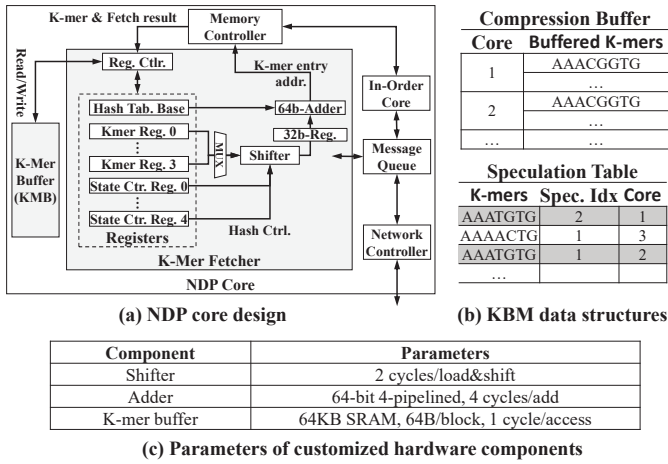 K-mer & Fetch result
Memory Controller
Read/Write
Reg. Ctlr.
K-mer entry addr.
Hash Tab. Base
64b-Adder
In-Order Core
Kmer Reg. 0
32b-Reg.
K-Mer Buffer (KMB)
MUX
Shifter
Message Queue
Kmer Reg. 3
State Ctr. Reg. 0
State Ctr. Reg. 4
Hash Ctrl.
Registers
Network Controller
K-Mer Fetcher
NDP Core
(a) NDP core design
Compression Buffer
Core Buffered K-mers
1 AAACGGTG
…
2 AAACGGTG
…
… …
Speculation Table
K-mers Spec. Idx Core
AAATGTG 2 1
AAAACTG 1 3
AAATGTG 1 2
…
(b) KBM data structures
Component Parameters
Shifter 2 cycles/load&shift
Adder 64-bit 4-pipelined, 4 cycles/add
K-mer buffer 64KB SRAM, 64B/block, 1 cycle/access
(c) Parameters of customized hardware components